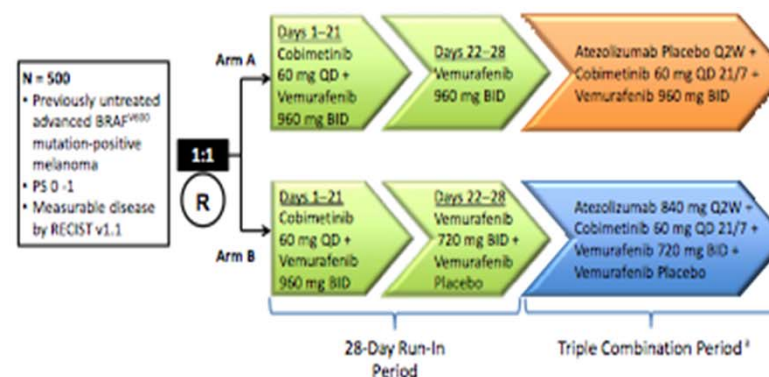 N = 500
• Previously untreated
advanced BRAFV600
mutation-positive
melanoma
• PS 0 -1
• Measurable disease
by RECIST v1.1
1:1
R
Arm A
Days 1–21
Cobimetinib
60 mg QD +
Vemurafenib
960 mg BID
Days 22–28
Vemurafenib
960 mg BID
Atezolizumab Placebo Q2W +
Cobimetinib 60 mg QD 21/7 +
Vemurafenib 960 mg BID
Arm B
Days 1–21
Cobimetinib
60 mg QD +
Vemurafenib
960 mg BID
Days 22–28
Vemurafenib
720 mg BID +
Vemurafenib
Placebo
Atezolizumab 840 mg Q2W +
Cobimetinib 60 mg QD 21/7 +
Vemurafenib 720 mg BID +
Vemurafenib Placebo
28-Day Run-In
Period
Triple Combination Period a